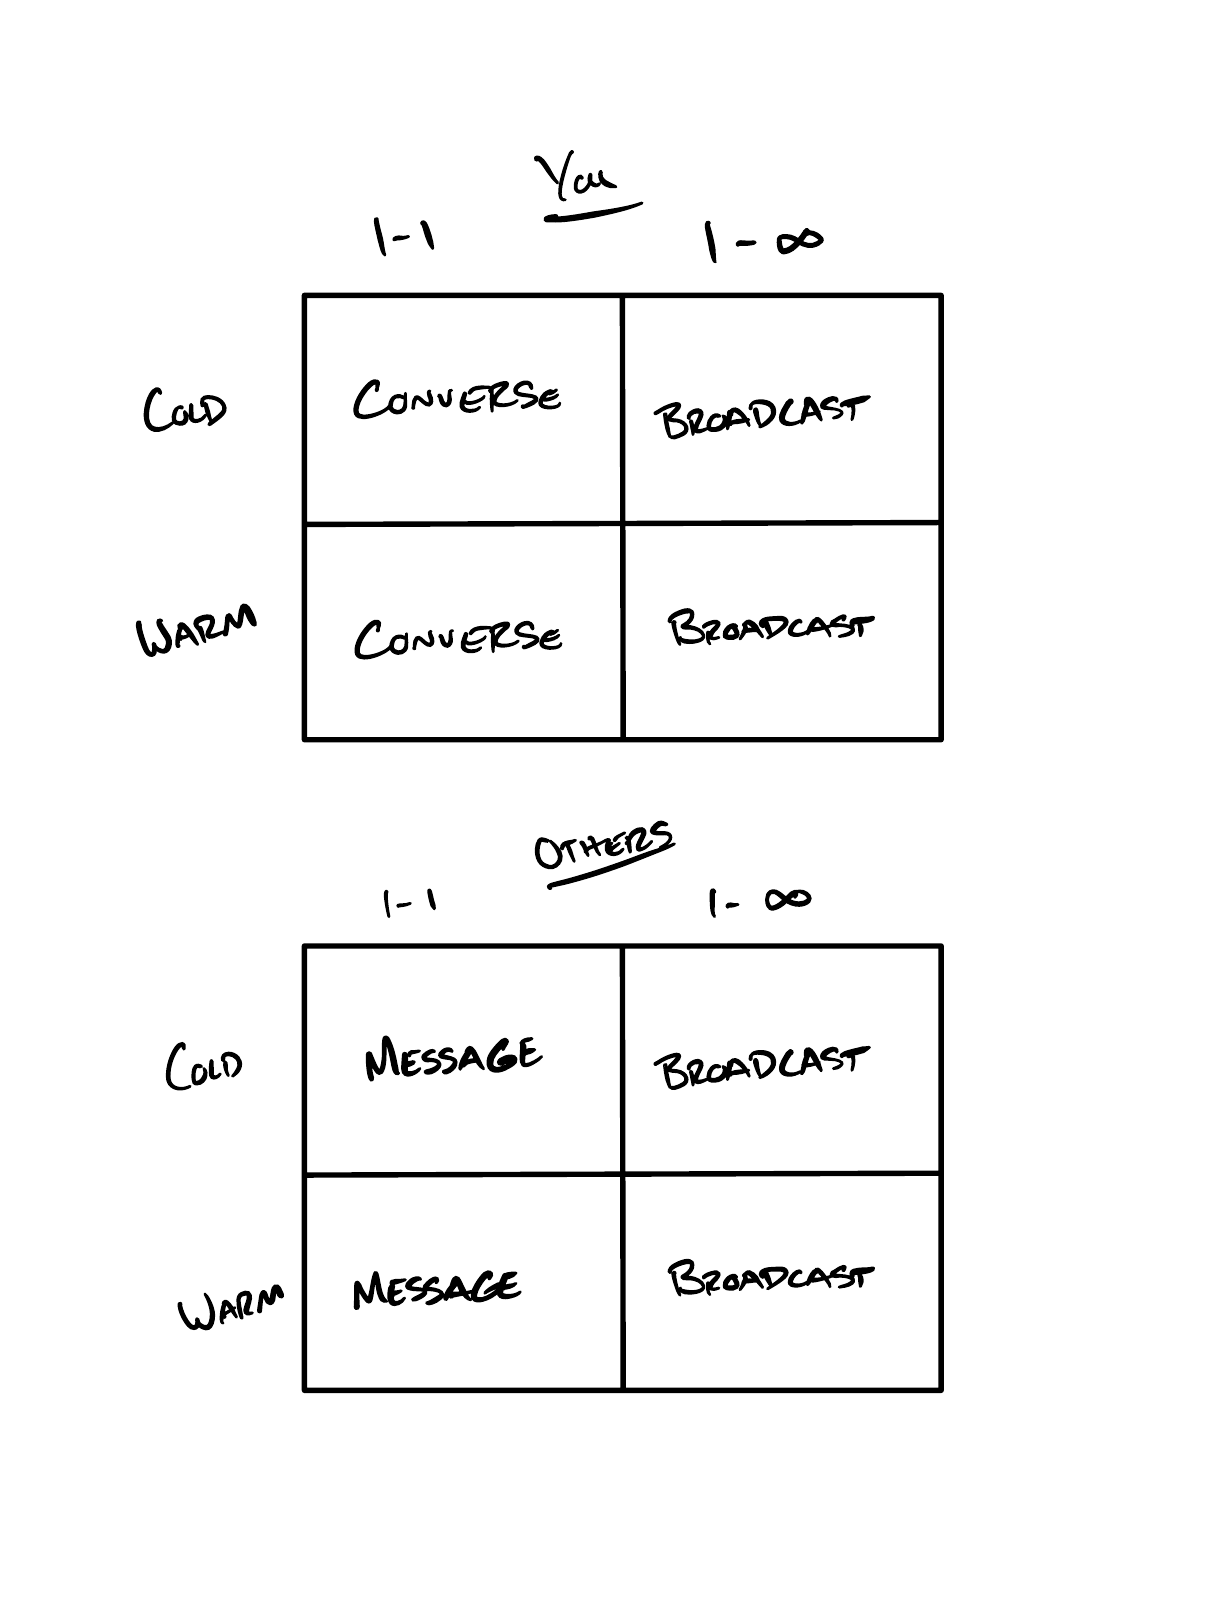 You
1-1 1-∞
COLD CONVERSE BROADCAST
WARM CONVERSE BROADCAST
OTHERS
1-1 1-∞
COLD MESSAGE BROADCAST
WARM MESSAGE BROADCAST